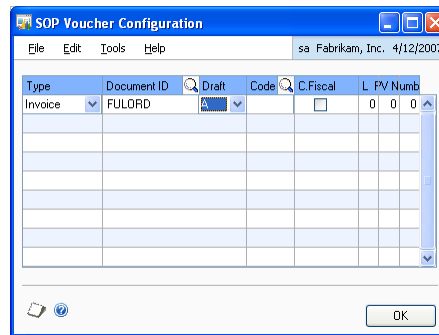 SOP Voucher Configuration
File Edit Tools Help sa Fabrikam, Inc. 4/12/2007
Type Document ID Draft Code C.Fiscal L PV Numb
Invoice FULORD A 0 0 0
OK